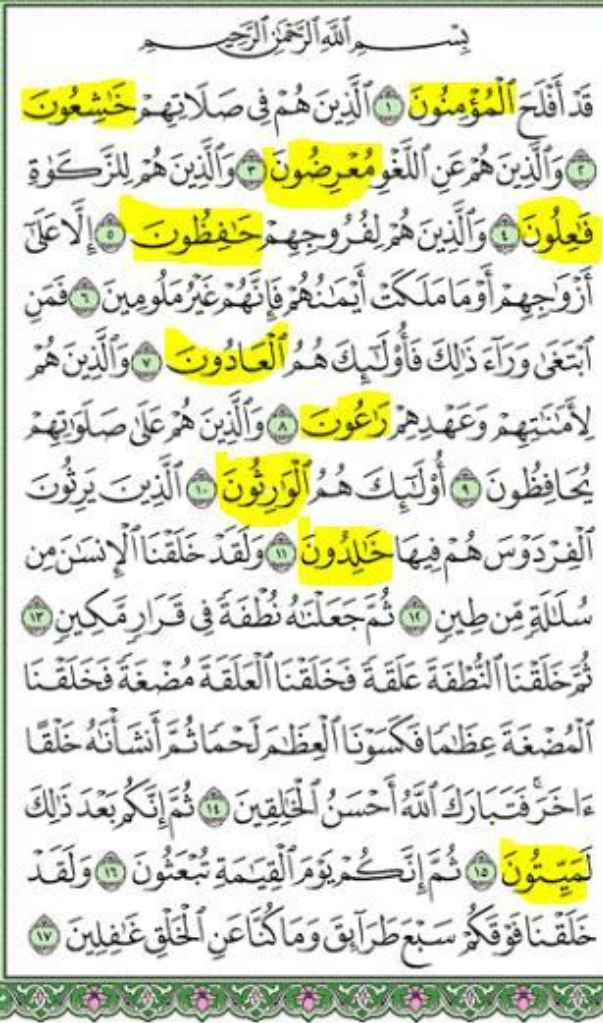 بِسْمِ ٱللَّهِ ٱلرَّحْمَٰنِ ٱلرَّحِيمِ
قَدْ أَفْلَحَ ٱلْمُؤْمِنُونَ ١ ٱلَّذِينَ هُمْ فِى صَلَاتِهِمْ خَٰشِعُونَ
٢ وَٱلَّذِينَ هُمْ عَنِ ٱللَّغْوِ مُعْرِضُونَ ٣ وَٱلَّذِينَ هُمْ لِلزَّكَوٰةِ
فَٰعِلُونَ ٤ وَٱلَّذِينَ هُمْ لِفُرُوجِهِمْ حَٰفِظُونَ ٥ إِلَّا عَلَىٰٓ
أَزْوَٰجِهِمْ أَوْ مَا مَلَكَتْ أَيْمَٰنُهُمْ فَإِنَّهُمْ غَيْرُ مَلُومِينَ ٦ فَمَنِ
ٱبْتَغَىٰ وَرَآءَ ذَٰلِكَ فَأُو۟لَٰٓئِكَ هُمُ ٱلْعَادُونَ ٧ وَٱلَّذِينَ هُمْ
لِأَمَٰنَٰتِهِمْ وَعَهْدِهِمْ رَٰعُونَ ٨ وَٱلَّذِينَ هُمْ عَلَىٰ صَلَوَٰتِهِمْ
يُحَافِظُونَ ٩ أُو۟لَٰٓئِكَ هُمُ ٱلْوَٰرِثُونَ ١٠ ٱلَّذِينَ يَرِثُونَ
ٱلْفِرْدَوْسَ هُمْ فِيهَا خَٰلِدُونَ ١١ وَلَقَدْ خَلَقْنَا ٱلْإِنسَٰنَ مِن
سُلَٰلَةٍ مِّن طِينٍ ١٢ ثُمَّ جَعَلْنَٰهُ نُطْفَةً فِى قَرَارٍ مَّكِينٍ ١٣
ثُمَّ خَلَقْنَا ٱلنُّطْفَةَ عَلَقَةً فَخَلَقْنَا ٱلْعَلَقَةَ مُضْغَةً فَخَلَقْنَا
ٱلْمُضْغَةَ عِظَٰمًا فَكَسَوْنَا ٱلْعِظَٰمَ لَحْمًا ثُمَّ أَنشَأْنَٰهُ خَلْقًا
ءَاخَرَ ۚ فَتَبَارَكَ ٱللَّهُ أَحْسَنُ ٱلْخَٰلِقِينَ ١٤ ثُمَّ إِنَّكُم بَعْدَ ذَٰلِكَ
لَمَيِّتُونَ ١٥ ثُمَّ إِنَّكُمْ يَوْمَ ٱلْقِيَٰمَةِ تُبْعَثُونَ ١٦ وَلَقَدْ
خَلَقْنَا فَوْقَكُمْ سَبْعَ طَرَآئِقَ وَمَا كُنَّا عَنِ ٱلْخَلْقِ غَٰفِلِينَ ١٧